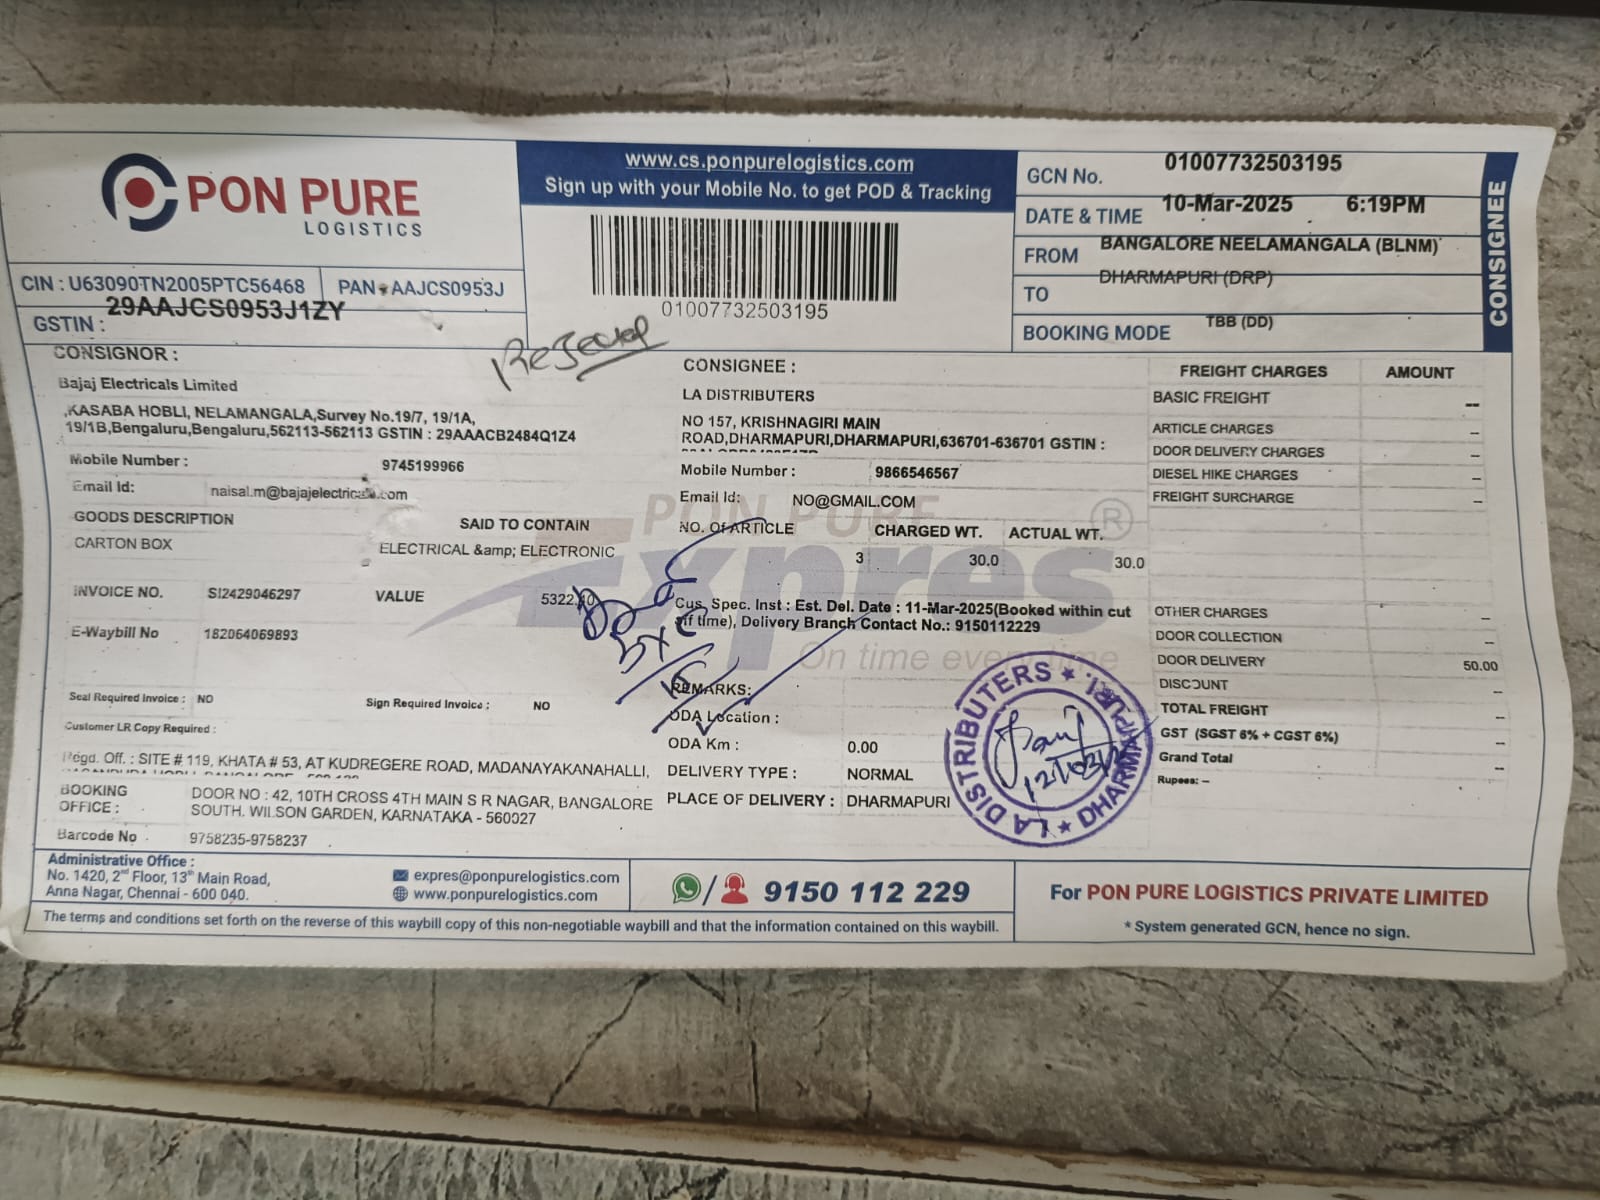 PON PURE
LOGISTICS
www.cs.ponpurelogistics.com
Sign up with your Mobile No. to get POD & Tracking
01007732503195
GCN No. 01007732503195
DATE & TIME 10-Mar-2025 6:19PM
FROM BANGALORE NEELAMANGALA (BLNM)
TO DHARMAPURI (DRP)
BOOKING MODE TBB (DD)
CONSIGNEE
CIN : U63090TN2005PTC56468 PAN - AAJCS0953J
GSTIN : 29AAJCS0953J1ZY
CONSIGNOR :
Bajaj Electricals Limited
,KASABA HOBLI, NELAMANGALA,Survey No.19/7, 19/1A,
19/1B,Bengaluru,Bengaluru,562113-562113 GSTIN : 29AAACB2484Q1Z4
Mobile Number : 9745199966
Email Id: naisal.m@bajajelectricals.com
GOODS DESCRIPTION SAID TO CONTAIN
CARTON BOX ELECTRICAL &amp; ELECTRONIC
INVOICE NO. SI2429046297 VALUE 5322.
E-Waybill No 182064069893
Seal Required Invoice : NO Sign Required Invoice : NO
Customer LR Copy Required :
Regd. Off. : SITE # 119, KHATA # 53, AT KUDREGERE ROAD, MADANAYAKANAHALLI,
BOOKING OFFICE : DOOR NO : 42, 10TH CROSS 4TH MAIN S R NAGAR, BANGALORE
SOUTH. WILSON GARDEN, KARNATAKA - 560027
Barcode No 9758235-9758237
CONSIGNEE :
LA DISTRIBUTERS
NO 157, KRISHNAGIRI MAIN
ROAD,DHARMAPURI,DHARMAPURI,636701-636701 GSTIN :
Mobile Number : 9866546567
Email Id: NO@GMAIL.COM
PON PURE
Expres ®
On time every time
NO. Of ARTICLE CHARGED WT. ACTUAL WT.
3 30.0 30.0
Cus. Spec. Inst : Est. Del. Date : 11-Mar-2025(Booked within cut
off time), Delivery Branch Contact No.: 9150112229
REMARKS:
ODA Location :
ODA Km : 0.00
DELIVERY TYPE : NORMAL
PLACE OF DELIVERY : DHARMAPURI
LA DISTRIBUTERS ★ DHARMAPURI. ★
FREIGHT CHARGES AMOUNT
BASIC FREIGHT --
ARTICLE CHARGES --
DOOR DELIVERY CHARGES --
DIESEL HIKE CHARGES --
FREIGHT SURCHARGE --
OTHER CHARGES --
DOOR COLLECTION --
DOOR DELIVERY 50.00
DISCOUNT --
TOTAL FREIGHT --
GST (SGST 6% + CGST 6%) --
Grand Total --
Rupees: --
Administrative Office :
No. 1420, 2nd Floor, 13th Main Road,
Anna Nagar, Chennai - 600 040.
expres@ponpurelogistics.com
www.ponpurelogistics.com
9150 112 229
For PON PURE LOGISTICS PRIVATE LIMITED
* System generated GCN, hence no sign.
The terms and conditions set forth on the reverse of this waybill copy of this non-negotiable waybill and that the information contained on this waybill.